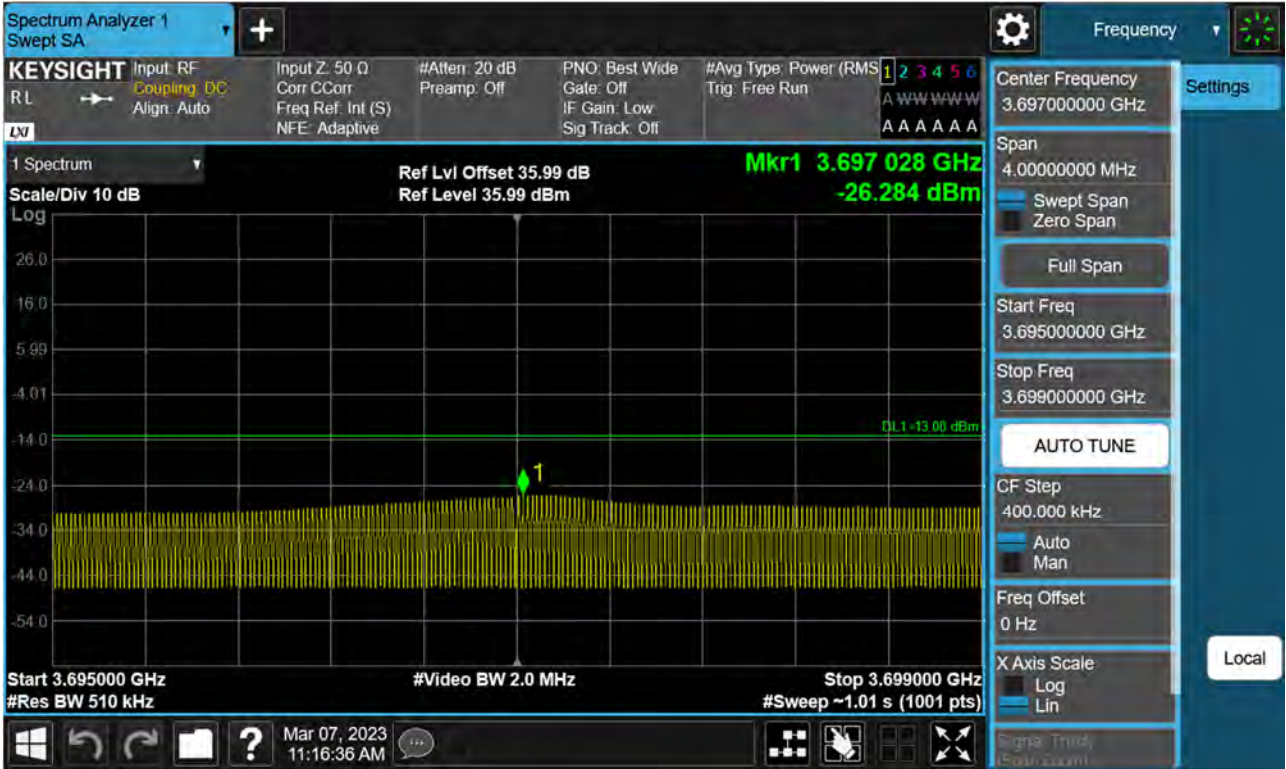 Spectrum Analyzer 1
Swept SA
Frequency
KEYSIGHT
R L
LXI
Input: RF
Coupling: DC
Align: Auto
Input Z: 50 Ω
Corr CCorr
Freq Ref: Int (S)
NFE: Adaptive
#Atten: 20 dB
Preamp: Off
PNO: Best Wide
Gate: Off
IF Gain: Low
Sig Track: Off
#Avg Type: Power (RMS
Trig: Free Run
1 2 3 4 5 6
A W W W W W
A A A A A A
1 Spectrum
Scale/Div 10 dB
Ref Lvl Offset 35.99 dB
Ref Level 35.99 dBm
Mkr1 3.697 028 GHz
-26.284 dBm
Log
26.0
16.0
5.99
-4.01
-14.0
-24.0
-34.0
-44.0
-54.0
DL1 -13.00 dBm
1
Start 3.695000 GHz
#Res BW 510 kHz
#Video BW 2.0 MHz
Stop 3.699000 GHz
#Sweep ~1.01 s (1001 pts)
Center Frequency
3.697000000 GHz
Settings
Span
4.00000000 MHz
Swept Span
Zero Span
Full Span
Start Freq
3.695000000 GHz
Stop Freq
3.699000000 GHz
AUTO TUNE
CF Step
400.000 kHz
Auto
Man
Freq Offset
0 Hz
X Axis Scale
Log
Lin
Local
Signal Track
(Span Zoom)
?
Mar 07, 2023
11:16:36 AM